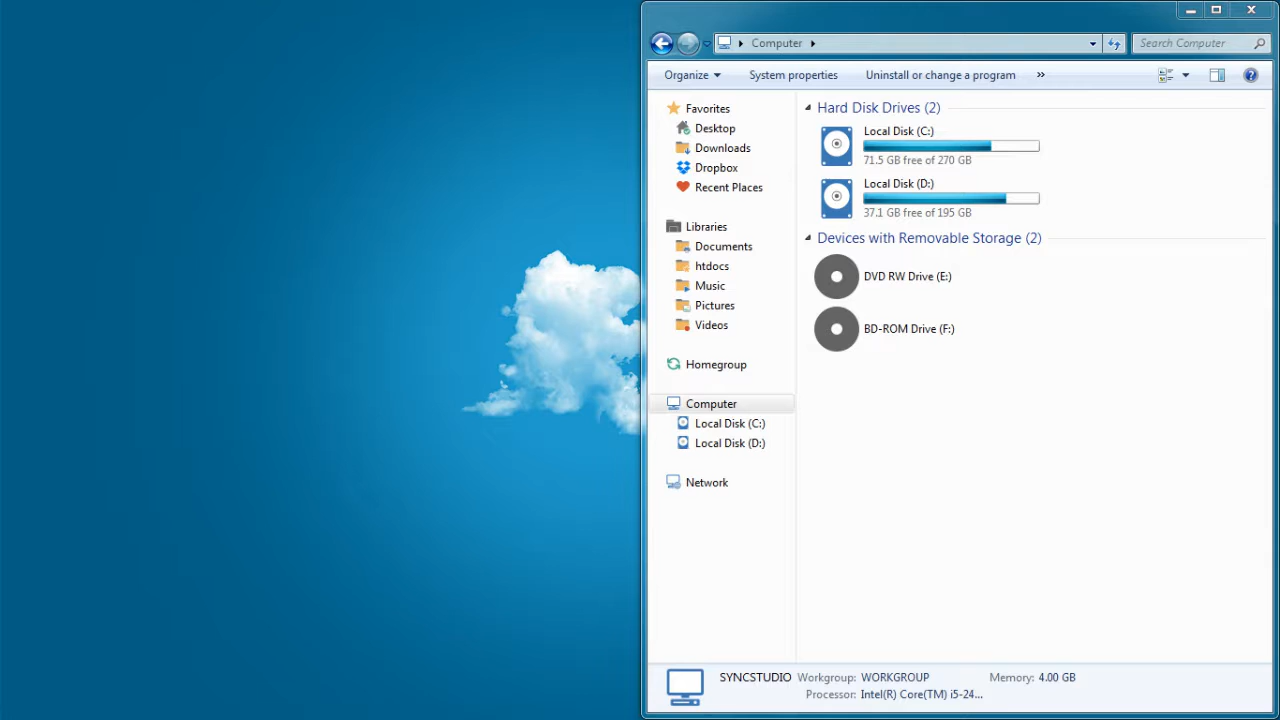 Computer
Search Computer
Organize
System properties
Uninstall or change a program
»
Favorites
Desktop
Downloads
Dropbox
Recent Places
Libraries
Documents
htdocs
Music
Pictures
Videos
Homegroup
Computer
Local Disk (C:)
Local Disk (D:)
Network
Hard Disk Drives (2)
Local Disk (C:)
71.5 GB free of 270 GB
Local Disk (D:)
37.1 GB free of 195 GB
Devices with Removable Storage (2)
DVD RW Drive (E:)
BD-ROM Drive (F:)
SYNCSTUDIO Workgroup: WORKGROUP Memory: 4.00 GB
Processor: Intel(R) Core(TM) i5-24...